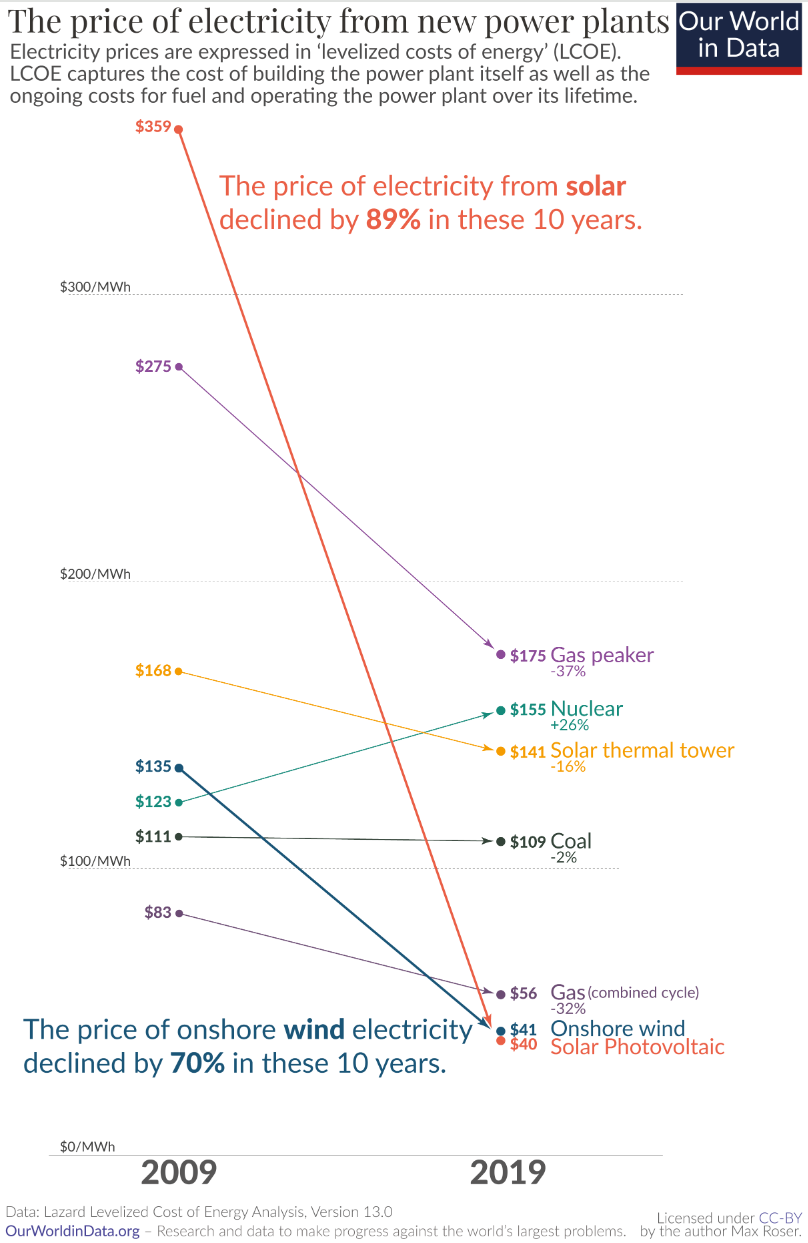 The price of electricity from new power plants
Our World
in Data
Electricity prices are expressed in ‘levelized costs of energy’ (LCOE).
LCOE captures the cost of building the power plant itself as well as the
ongoing costs for fuel and operating the power plant over its lifetime.
$359
The price of electricity from solar
declined by 89% in these 10 years.
$300/MWh
$275
$200/MWh
$175 Gas peaker
-37%
$168
$155 Nuclear
+26%
$141 Solar thermal tower
-16%
$135
$123
$111
$109 Coal
-2%
$100/MWh
$83
$56 Gas (combined cycle)
-32%
The price of onshore wind electricity
declined by 70% in these 10 years.
$41 Onshore wind
$40 Solar Photovoltaic
$0/MWh
2009 2019
Data: Lazard Levelized Cost of Energy Analysis, Version 13.0
OurWorldinData.org – Research and data to make progress against the world’s largest problems.
Licensed under CC-BY
by the author Max Roser.